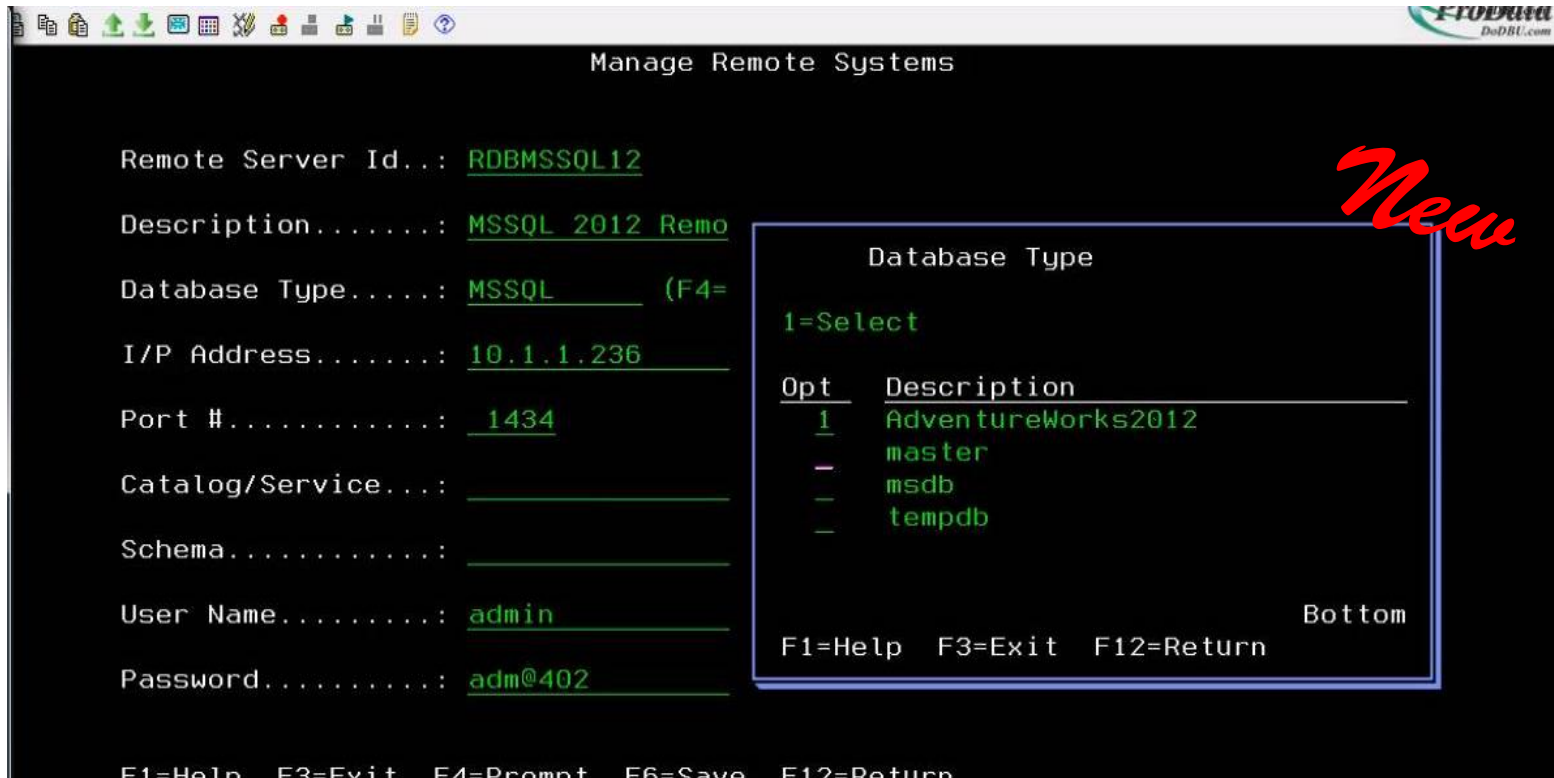 ProData
DoDBU.com
Manage Remote Systems
New
Remote Server Id..: RDBMSSQL12
Description.......: MSSQL 2012 Remo
Database Type.....: MSSQL (F4=
I/P Address.......: 10.1.1.236
Port #............: 1434
Catalog/Service...:
Schema............:
User Name.........: admin
Password..........: adm@402
Database Type
1=Select
Opt Description
1 AdventureWorks2012
master
msdb
tempdb
Bottom
F1=Help F3=Exit F12=Return
F1=Help F3=Exit F4=Prompt F6=Save F12=Return